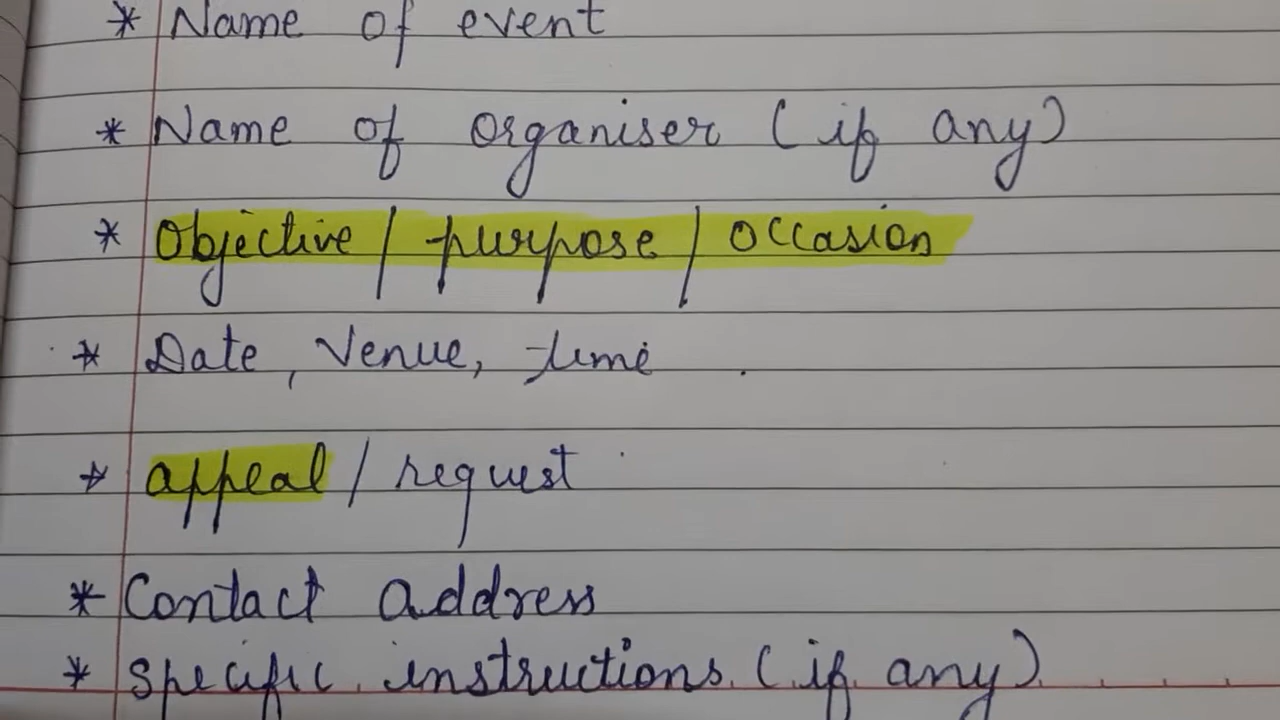 * Name of event
* Name of organiser (if any)
* Objective / purpose / occasion
* Date, Venue, time.
* appeal / request
* Contact address
* Specific instructions (if any)